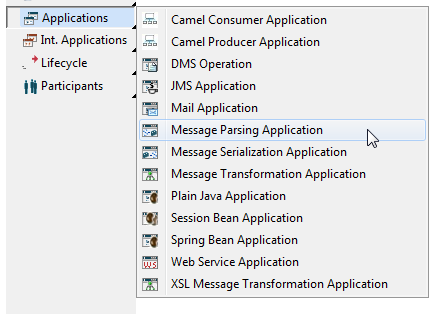 Applications
Int. Applications
Lifecycle
Participants
Camel Consumer Application
Camel Producer Application
DMS Operation
JMS Application
Mail Application
Message Parsing Application
Message Serialization Application
Message Transformation Application
Plain Java Application
Session Bean Application
Spring Bean Application
Web Service Application
XSL Message Transformation Application